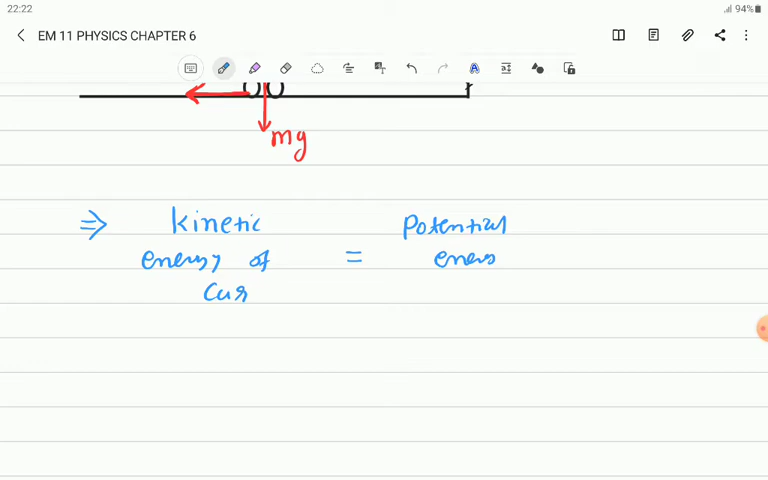 22:22 94%
EM 11 PHYSICS CHAPTER 6
mg
⇒ kinetic potential
energy of = energy
Car